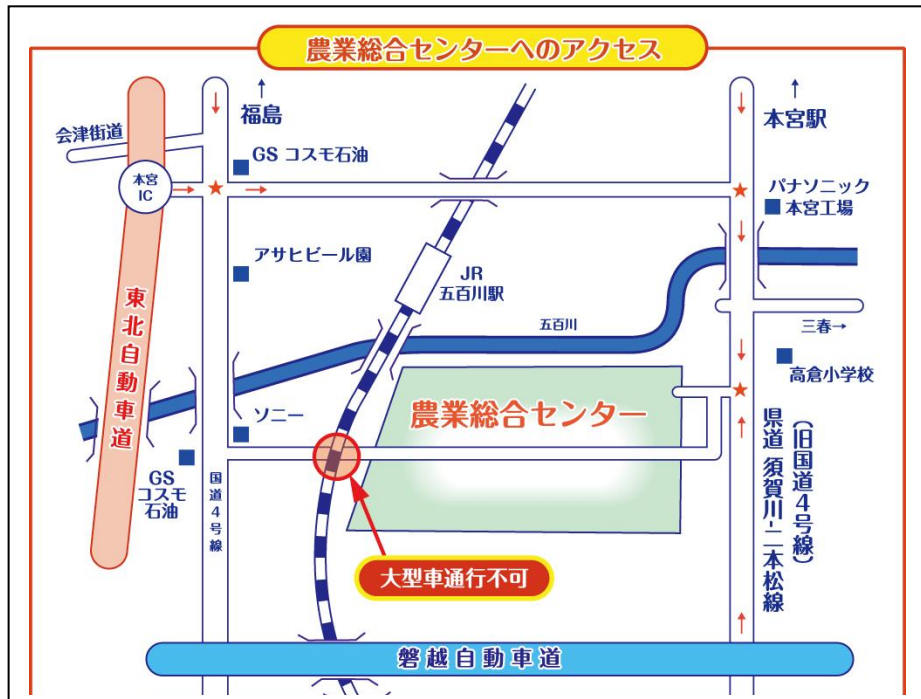 農業総合センターへのアクセス
↑
福島
↑
本宮駅
会津街道
GS コスモ石油
本宮
IC
パナソニック
本宮工場
アサヒビール園
JR
五百川駅
東北自動車道
五百川
三春→
高倉小学校
農業総合センター
ソニー
GS
コスモ
石油
国道4号線
県道 須賀川-二本松線
(旧国道4号線)
大型車通行不可
磐越自動車道